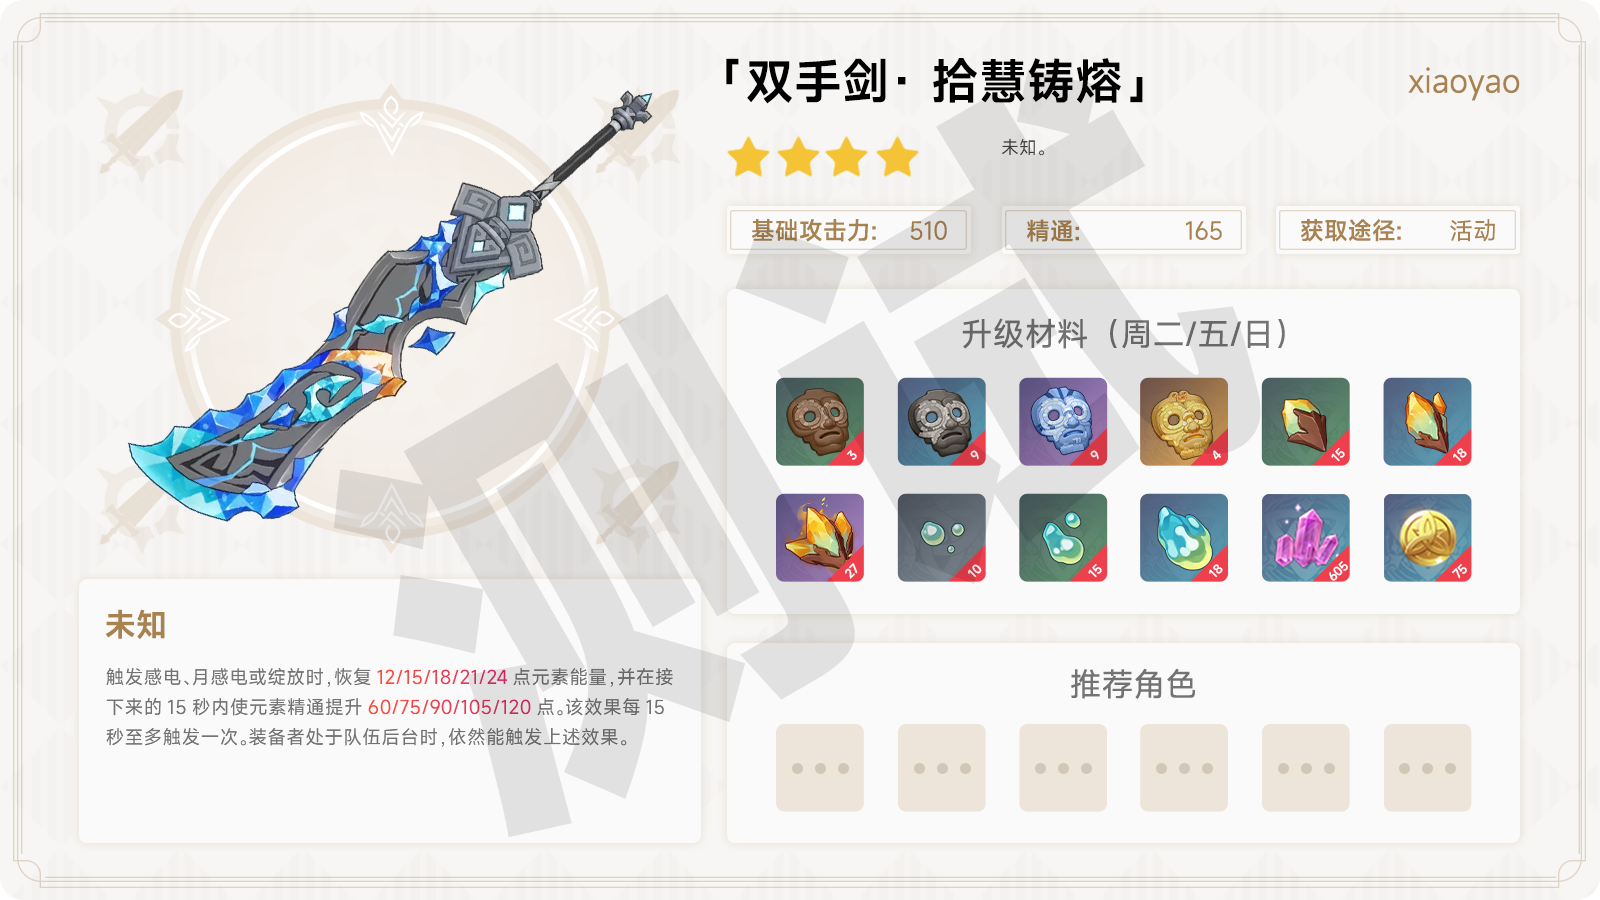 「双手剑· 拾慧铸熔」
xiaoyao
未知。
基础攻击力: 510
精通: 165
获取途径: 活动
升级材料（周二/五/日）
3 9 9 4 15 18
27 10 15 18 605 75
未知
触发感电、月感电或绽放时,恢复 12/15/18/21/24 点元素能量,并在接
下来的 15 秒内使元素精通提升 60/75/90/105/120 点。该效果每 15
秒至多触发一次。装备者处于队伍后台时,依然能触发上述效果。
推荐角色
测试